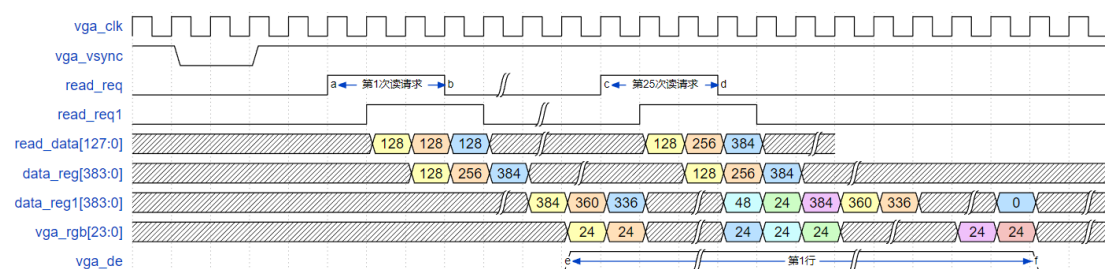 vga_clk
vga_vsync
read_req a 第1次读请求 b c 第25次读请求 d
read_req1
read_data[127:0] 128 128 128 128 256 384
data_reg[383:0] 128 256 384 128 256 384
data_reg1[383:0] 384 360 336 48 24 384 360 336 0
vga_rgb[23:0] 24 24 24 24 24 24 24
vga_de e 第1行 f